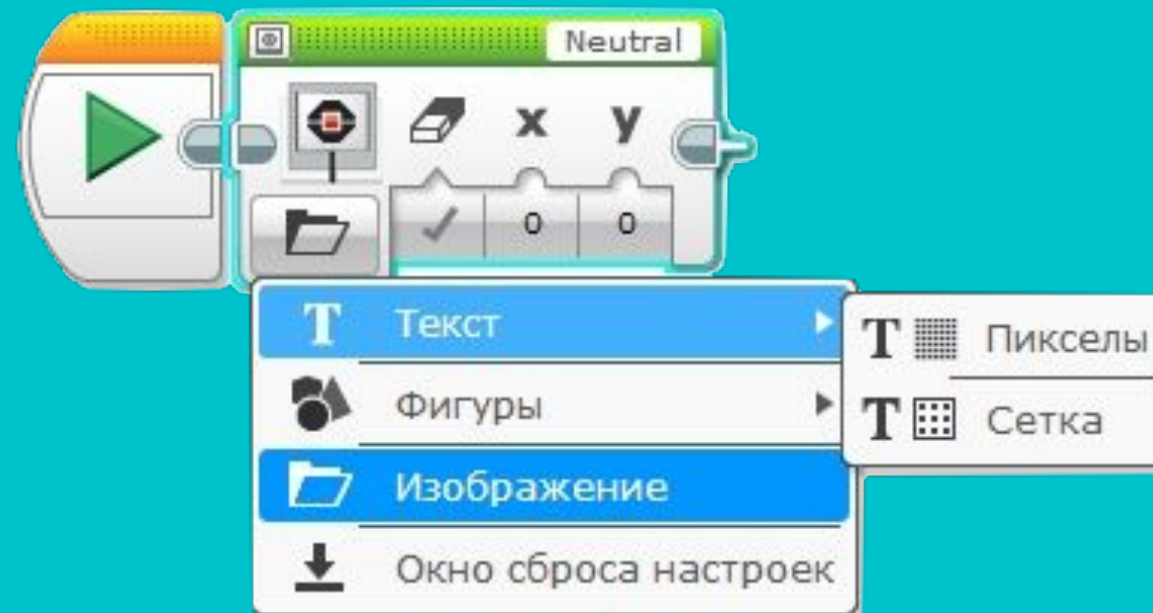 Neutral
x y
0 0
T Текст
T Пикселы
Фигуры
T Сетка
Изображение
Окно сброса настроек